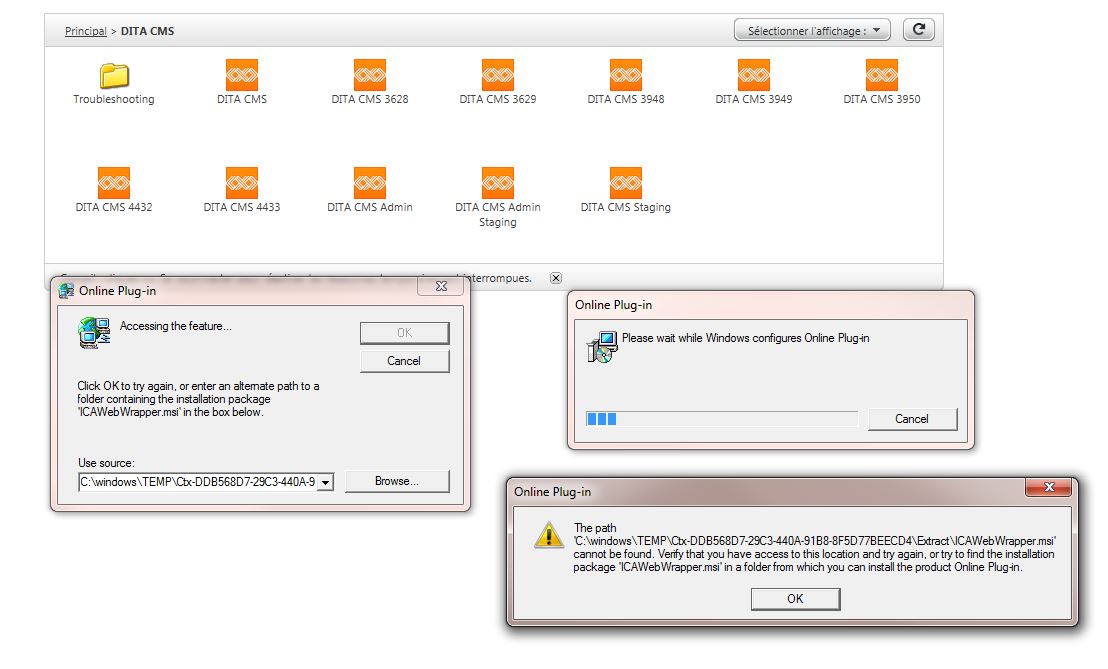 Principal > DITA CMS
Sélectionner l'affichage :
Troubleshooting
DITA CMS
DITA CMS 3628
DITA CMS 3629
DITA CMS 3948
DITA CMS 3949
DITA CMS 3950
DITA CMS 4432
DITA CMS 4433
DITA CMS Admin
DITA CMS Admin
Staging
DITA CMS Staging
interrompues.
Online Plug-in
Accessing the feature...
OK
Cancel
Click OK to try again, or enter an alternate path to a
folder containing the installation package
'ICAWebWrapper.msi' in the box below.
Use source:
C:\windows\TEMP\Ctx-DDB568D7-29C3-440A-9
Browse...
Online Plug-in
Please wait while Windows configures Online Plug-in
Cancel
Online Plug-in
The path
'C:\windows\TEMP\Ctx-DDB568D7-29C3-440A-91B8-8F5D77BEECD4\Extract\ICAWebWrapper.msi'
cannot be found. Verify that you have access to this location and try again, or try to find the installation
package 'ICAWebWrapper.msi' in a folder from which you can install the product Online Plug-in.
OK